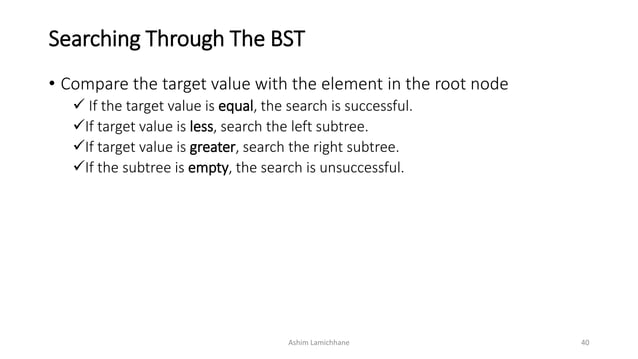 Searching Through The BST
• Compare the target value with the element in the root node
✓ If the target value is equal, the search is successful.
✓If target value is less, search the left subtree.
✓If target value is greater, search the right subtree.
✓If the subtree is empty, the search is unsuccessful.
Ashim Lamichhane
40